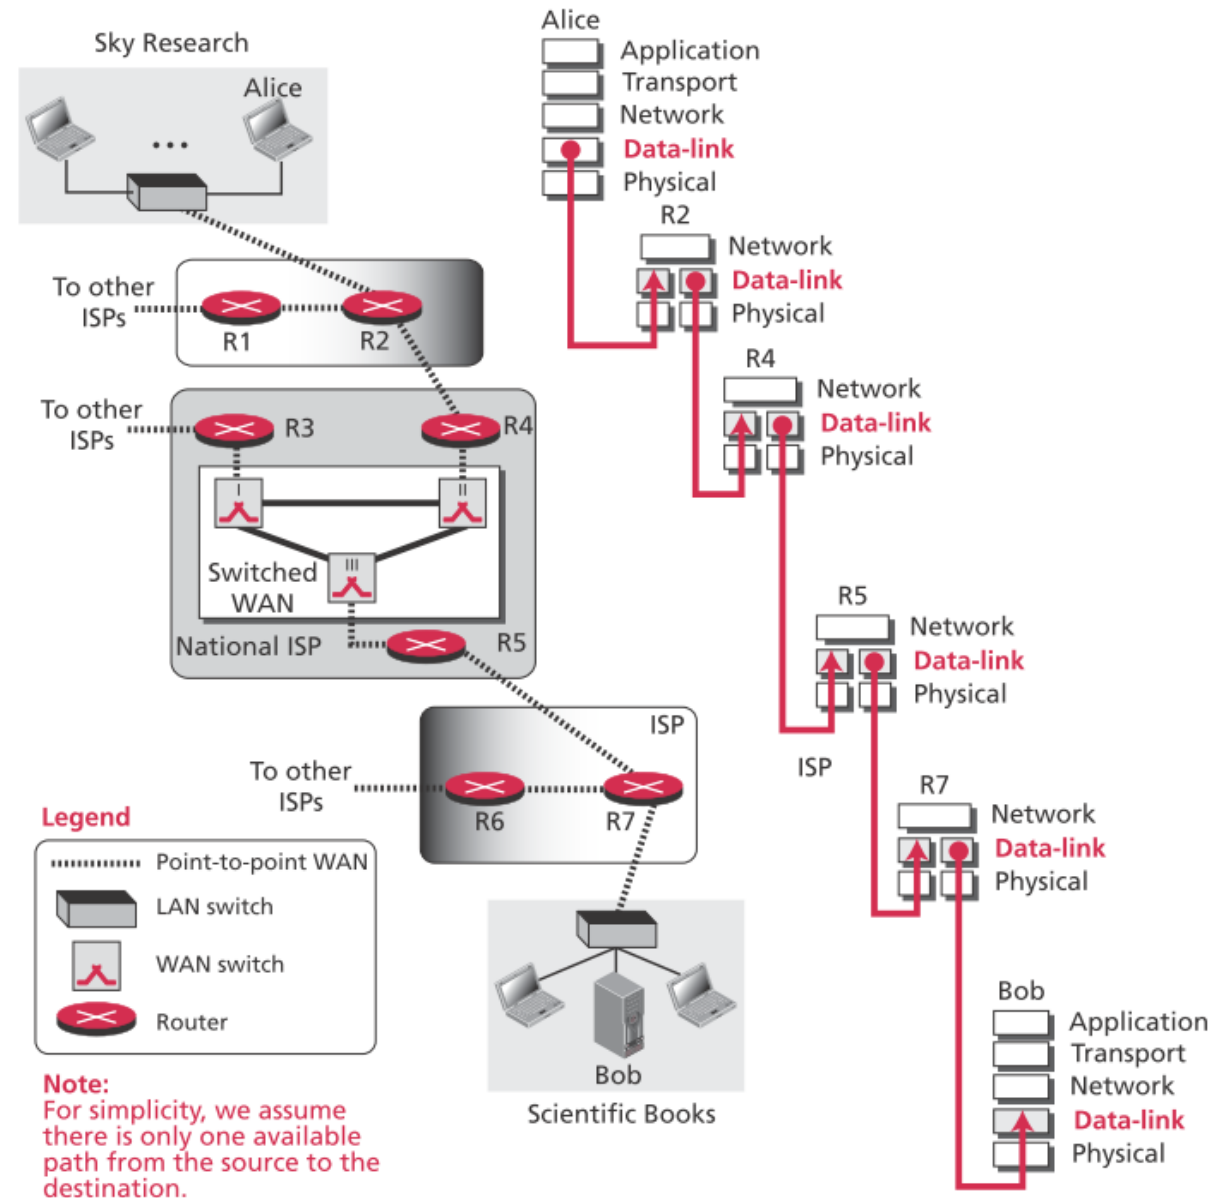 Sky Research
Alice
To other
ISPs
R1
R2
To other
ISPs
R3
R4
I
II
III
Switched
WAN
National ISP
R5
ISP
To other
ISPs
R6
R7
Bob
Scientific Books
Legend
Point-to-point WAN
LAN switch
WAN switch
Router
Note:
For simplicity, we assume
there is only one available
path from the source to the
destination.
Alice
Application
Transport
Network
Data-link
Physical
R2
Network
Data-link
Physical
R4
Network
Data-link
Physical
R5
Network
Data-link
Physical
ISP
R7
Network
Data-link
Physical
Bob
Application
Transport
Network
Data-link
Physical